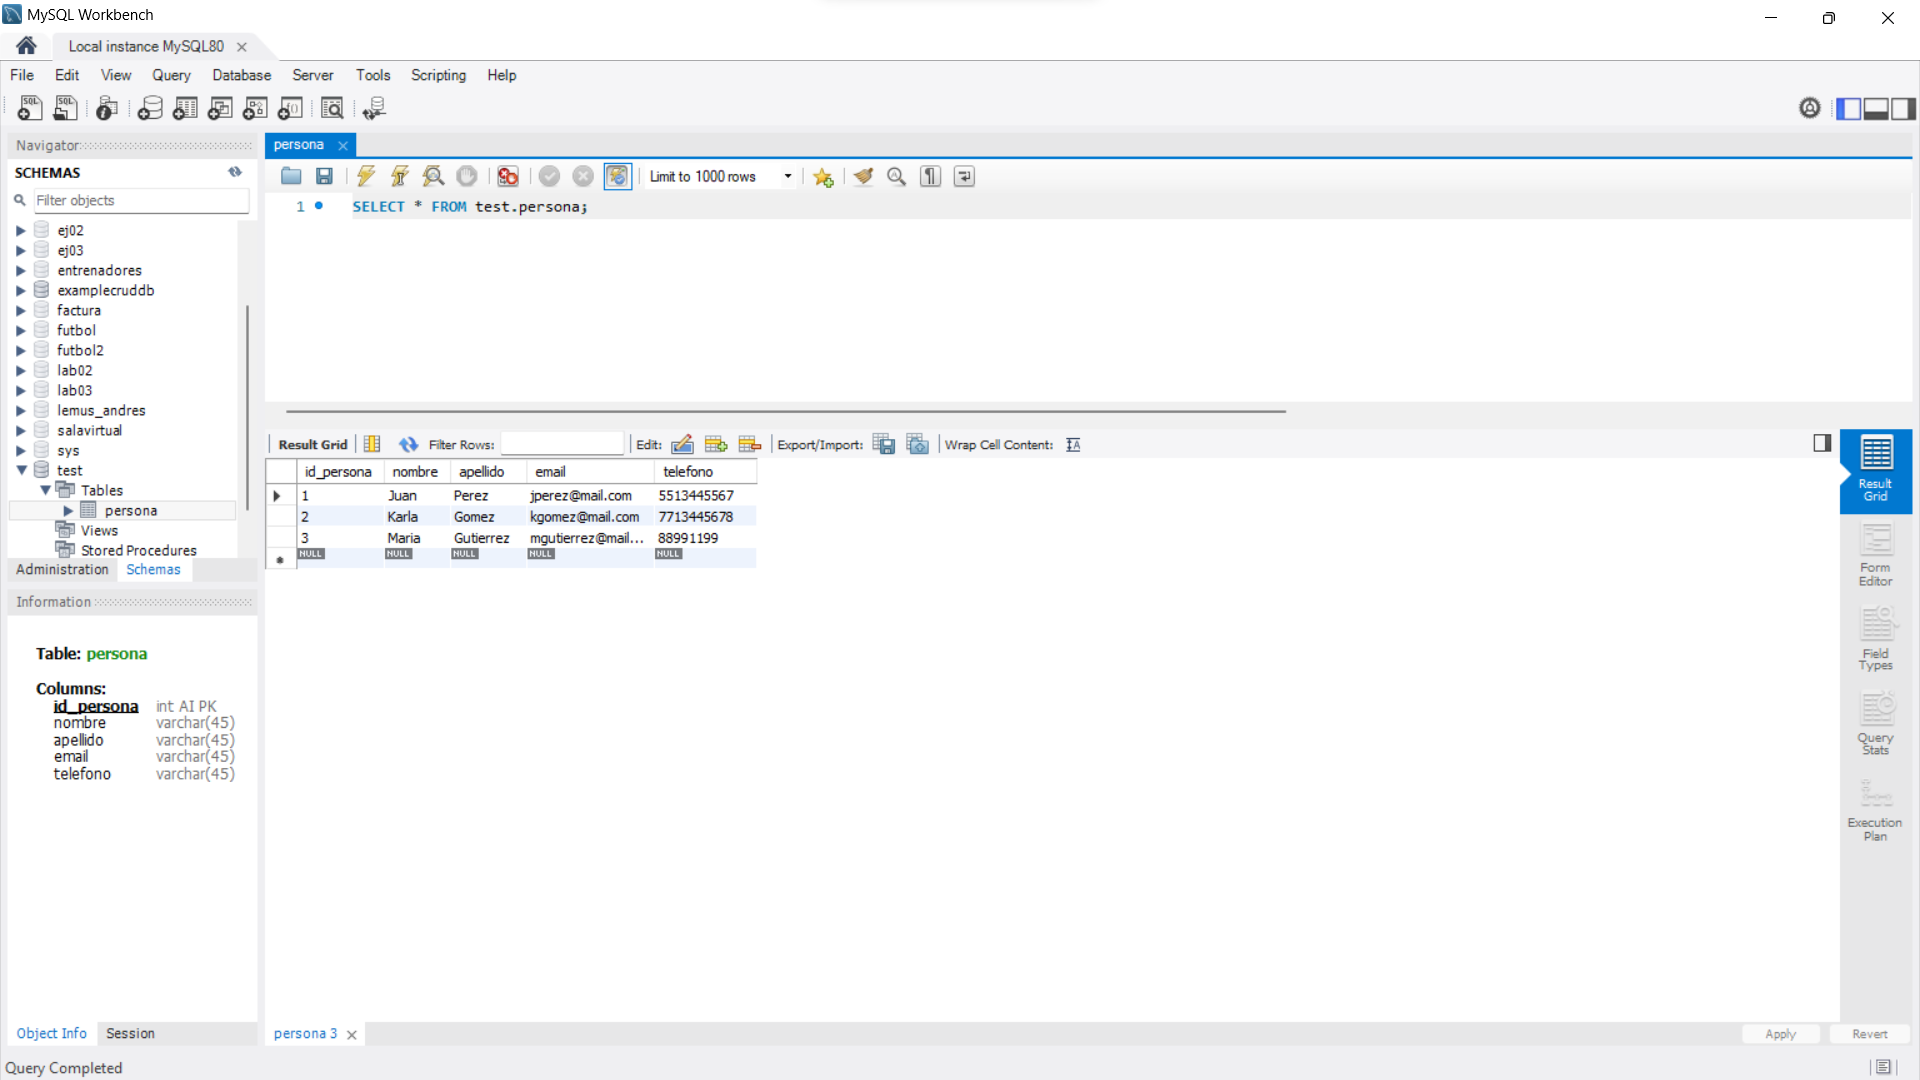 MySQL Workbench
Local instance MySQL80
File Edit View Query Database Server Tools Scripting Help
Navigator
SCHEMAS
Filter objects
ej02
ej03
entrenadores
examplecruddb
factura
futbol
futbol2
lab02
lab03
lemus_andres
salavirtual
sys
test
Tables
persona
Views
Stored Procedures
Administration Schemas
Information
Table: persona
Columns:
id_persona int AI PK
nombre varchar(45)
apellido varchar(45)
email varchar(45)
telefono varchar(45)
Object Info Session
persona
Limit to 1000 rows
1 SELECT * FROM test.persona;
Result Grid Filter Rows: Edit: Export/Import: Wrap Cell Content:
id_persona nombre apellido email telefono
1 Juan Perez jperez@mail.com 5513445567
2 Karla Gomez kgomez@mail.com 7713445678
3 Maria Gutierrez mgutierrez@mail... 88991199
NULL NULL NULL NULL NULL
Result
Grid
Form
Editor
Field
Types
Query
Stats
Execution
Plan
persona 3
Apply Revert
Query Completed